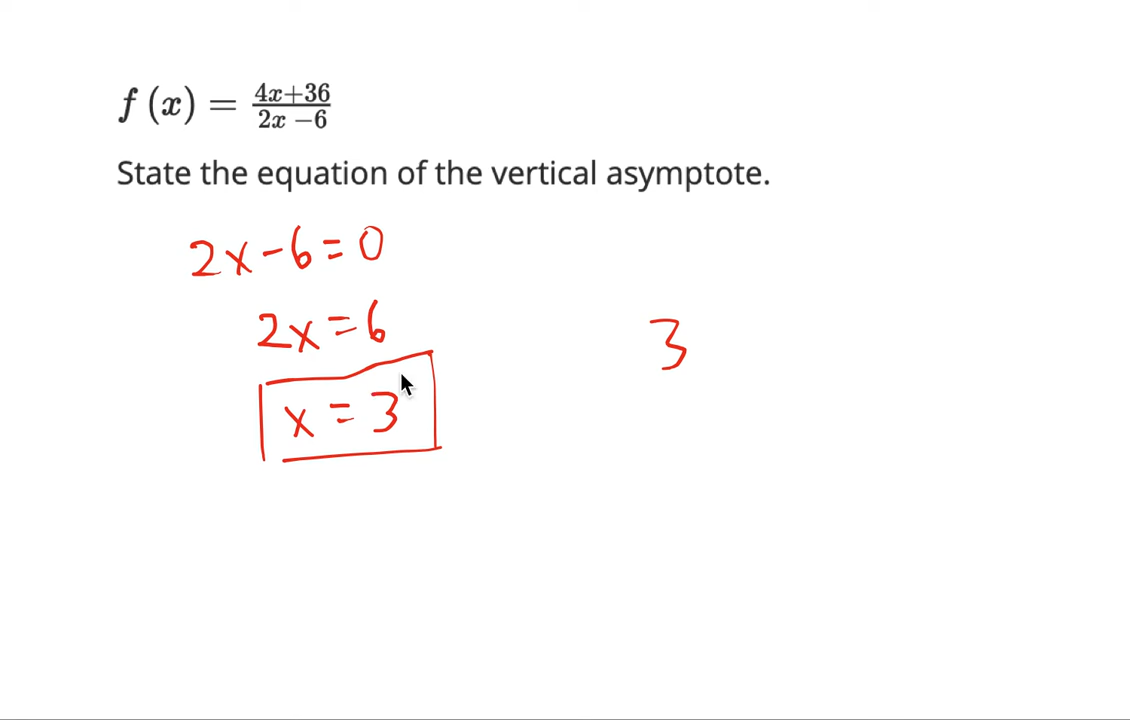 f (x) = 4x+36 / 2x −6
State the equation of the vertical asymptote.
2x-6=0
2x=6
3
x=3